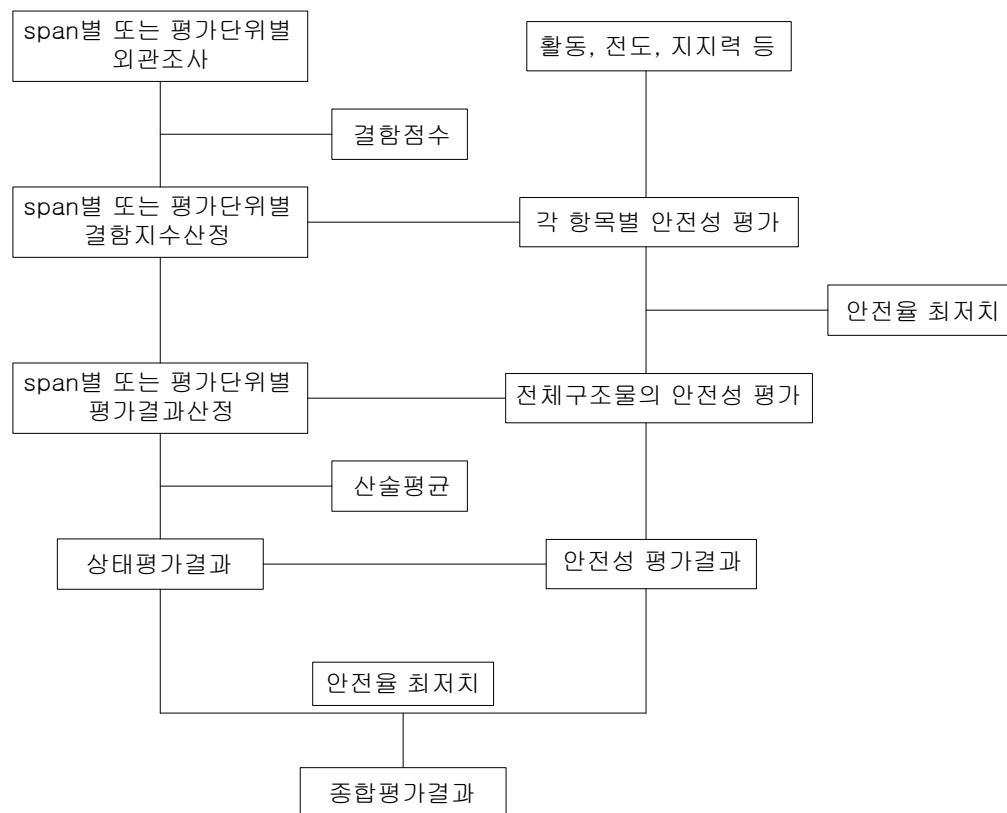 span별 또는 평가단위별
외관조사
활동, 전도, 지지력 등
결함점수
span별 또는 평가단위별
결함지수산정
각 항목별 안전성 평가
안전율 최저치
span별 또는 평가단위별
평가결과산정
전체구조물의 안전성 평가
산술평균
상태평가결과
안전성 평가결과
안전율 최저치
종합평가결과